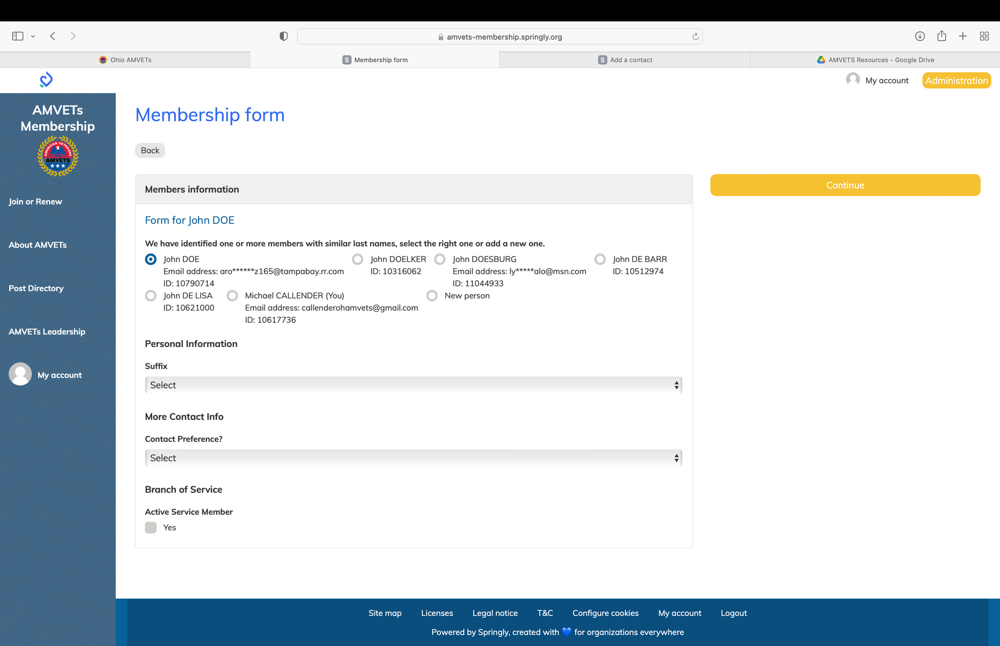 amvets-membership.springly.org
Ohio AMVETs
S Membership form
S Add a contact
AMVETS Resources - Google Drive
My account
Administration
AMVETs
Membership
AMERICAN VETERANS
AMVETS
Join or Renew
About AMVETs
Post Directory
AMVETs Leadership
My account
Membership form
Back
Members information
Continue
Form for John DOE
We have identified one or more members with similar last names, select the right one or add a new one.
John DOE
Email address: aro******z165@tampabay.rr.com
ID: 10790714
John DOELKER
ID: 10316062
John DOESBURG
Email address: ly*****alo@msn.com
ID: 11044933
John DE BARR
ID: 10512974
John DE LISA
ID: 10621000
Michael CALLENDER (You)
Email address: callenderohamvets@gmail.com
ID: 10617736
New person
Personal Information
Suffix
Select
More Contact Info
Contact Preference?
Select
Branch of Service
Active Service Member
Yes
Site map Licenses Legal notice T&C Configure cookies My account Logout
Powered by Springly, created with 💙 for organizations everywhere